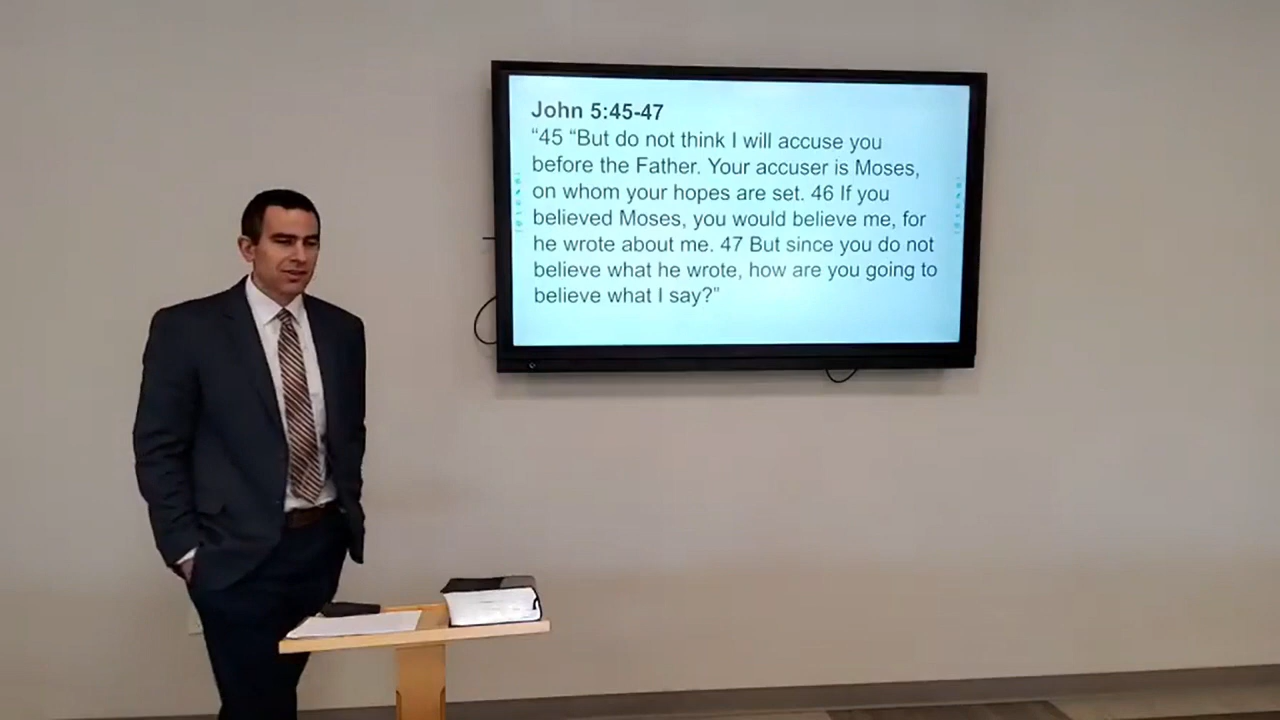 John 5:45-47
“45 “But do not think I will accuse you
before the Father. Your accuser is Moses,
on whom your hopes are set. 46 If you
believed Moses, you would believe me, for
he wrote about me. 47 But since you do not
believe what he wrote, how are you going to
believe what I say?”